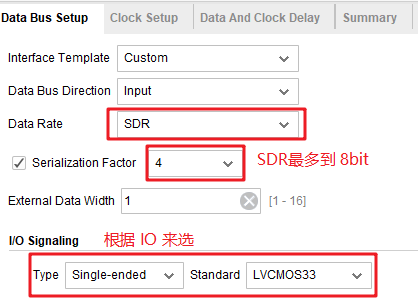 Data Bus Setup Clock Setup Data And Clock Delay Summary
Interface Template Custom
Data Bus Direction Input
Data Rate SDR
Serialization Factor 4 SDR最多到 8bit
External Data Width 1 [1 - 16]
I/O Signaling 根据 IO 来选
Type Single-ended Standard LVCMOS33